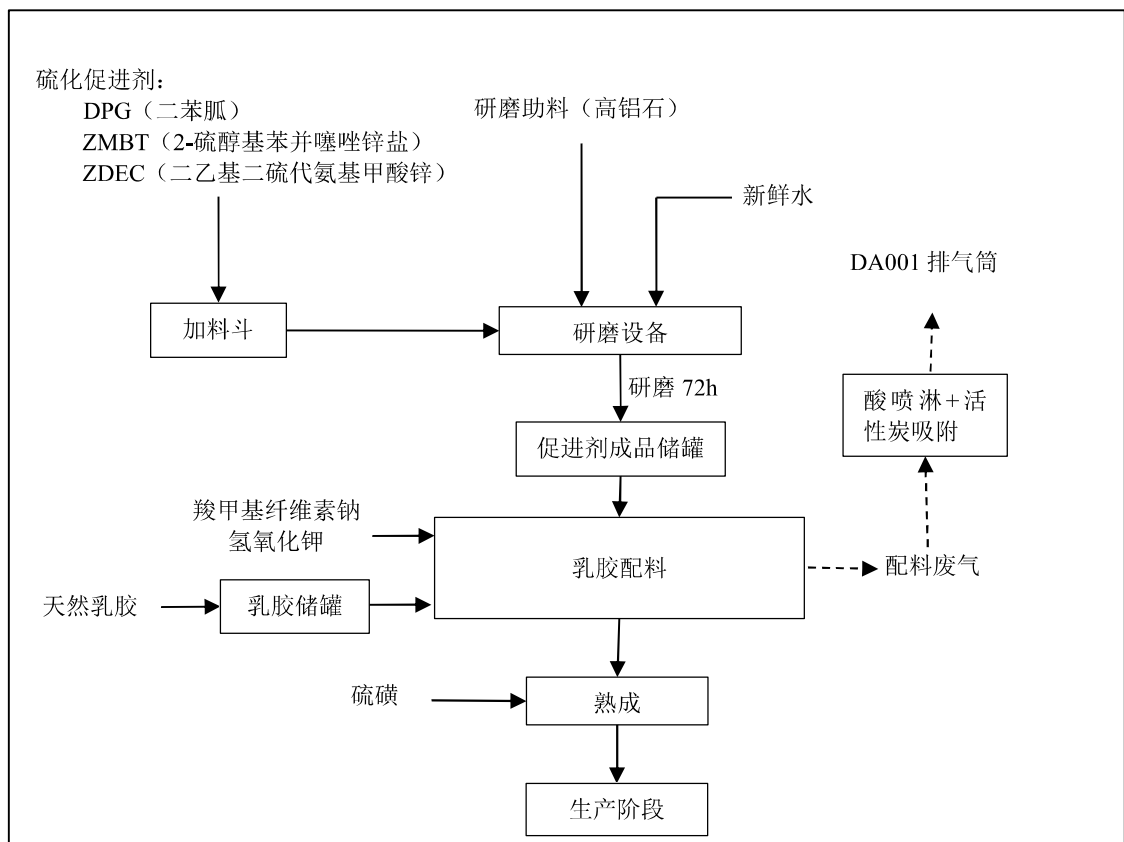 硫化促进剂：
DPG（二苯胍）
ZMBT（2-硫醇基苯并噻唑锌盐）
ZDEC（二乙基二硫代氨基甲酸锌）
研磨助料（高铝石）
新鲜水
DA001 排气筒
加料斗
研磨设备
研磨 72h
酸喷淋+活
性炭吸附
促进剂成品储罐
羧甲基纤维素钠
氢氧化钾
乳胶配料
配料废气
天然乳胶
乳胶储罐
硫磺
熟成
生产阶段